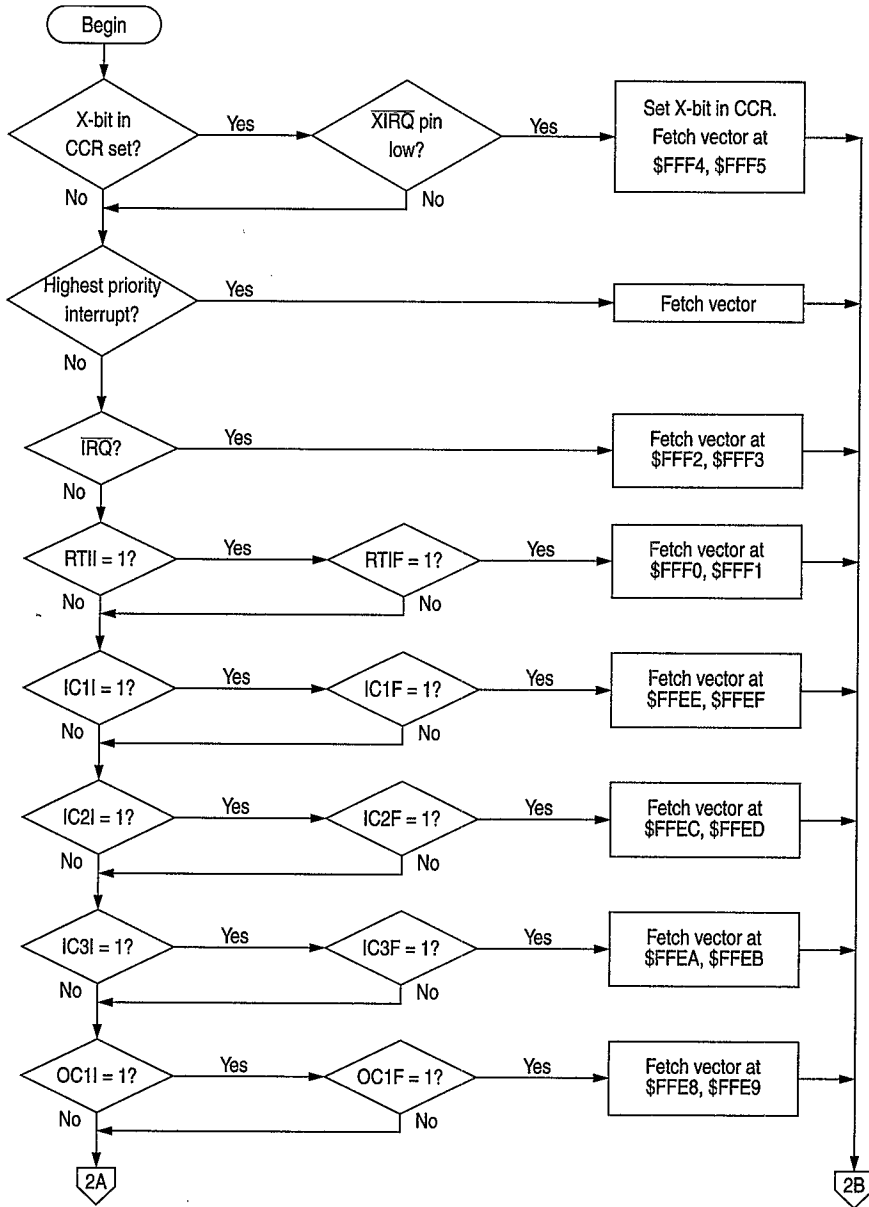 Begin
X-bit in
CCR set?
Yes
XIRQ pin
low?
Yes
Set X-bit in CCR.
Fetch vector at
$FFF4, $FFF5
No
No
Highest priority
interrupt?
Yes
Fetch vector
No
IRQ?
Yes
Fetch vector at
$FFF2, $FFF3
No
RTII = 1?
Yes
RTIF = 1?
Yes
Fetch vector at
$FFF0, $FFF1
No
No
IC1I = 1?
Yes
IC1F = 1?
Yes
Fetch vector at
$FFEE, $FFEF
No
No
IC2I = 1?
Yes
IC2F = 1?
Yes
Fetch vector at
$FFEC, $FFED
No
No
IC3I = 1?
Yes
IC3F = 1?
Yes
Fetch vector at
$FFEA, $FFEB
No
No
OC1I = 1?
Yes
OC1F = 1?
Yes
Fetch vector at
$FFE8, $FFE9
No
No
2A
2B